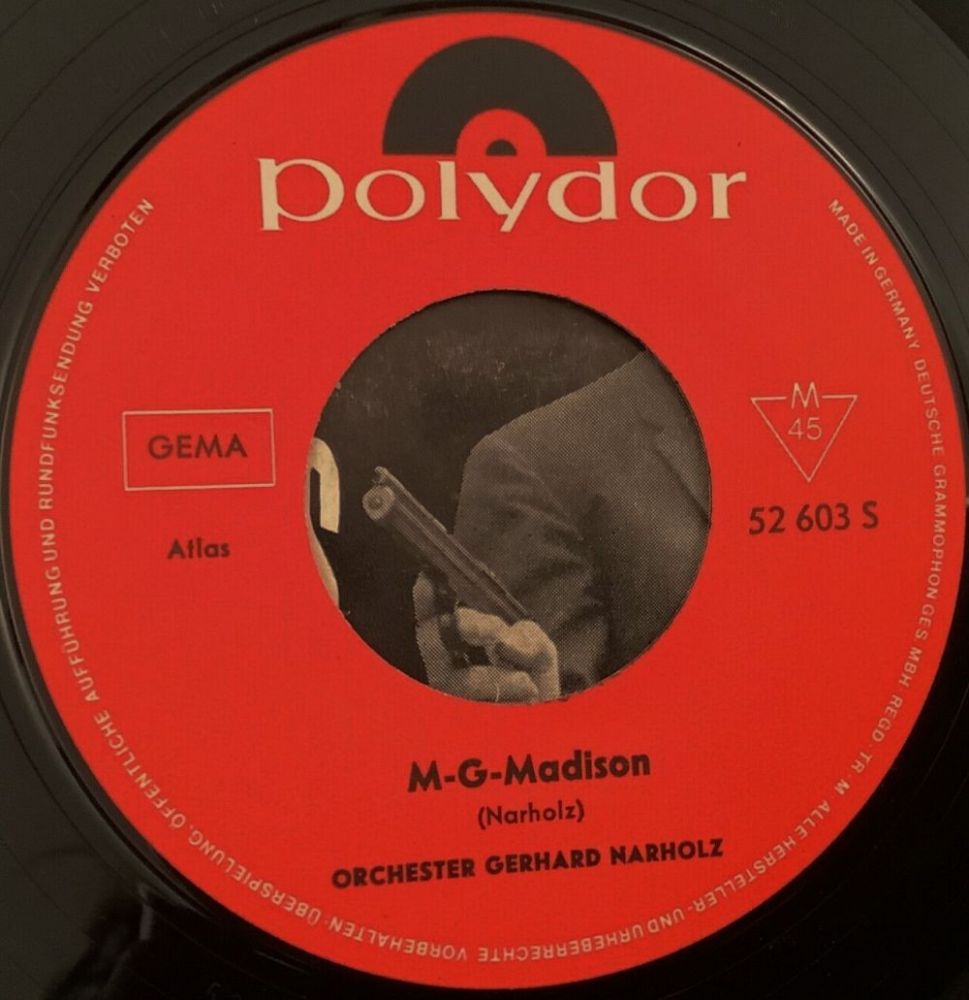 polydor
MADE IN GERMANY DEUTSCHE GRAMMOPHON GES. MBH · REGD · TR · M · ALLE HERSTELLER- UND URHEBERRECHTE VORBEHALTEN · ÜBERSPIELUNG, ÖFFENTLICHE AUFFÜHRUNG UND RUNDFUNKSENDUNG VERBOTEN
GEMA
M
45
52 603 S
Atlas
M-G-Madison
(Narholz)
ORCHESTER GERHARD NARHOLZ